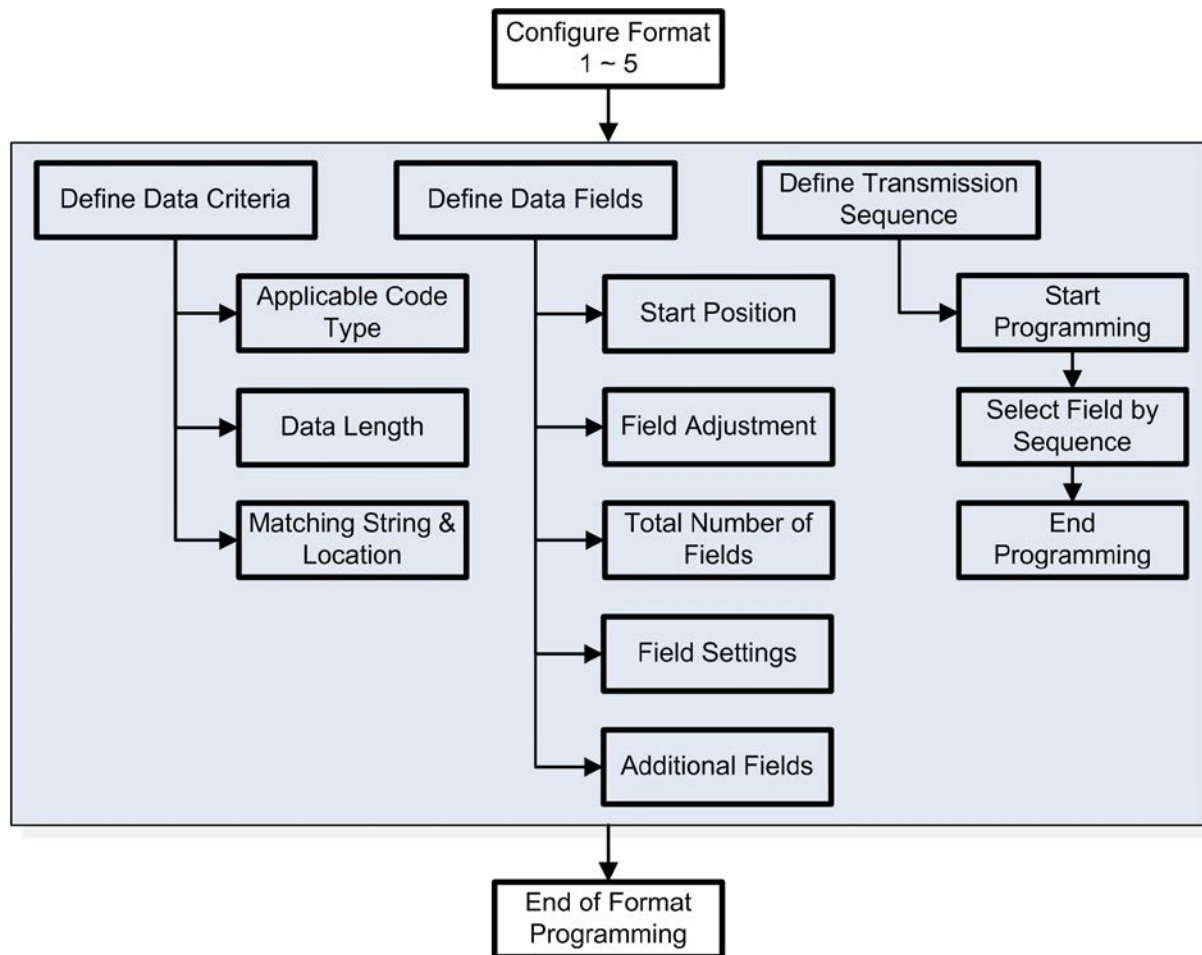 Configure Format
1 ~ 5
Define Data Criteria
Applicable Code
Type
Data Length
Matching String &
Location
Define Data Fields
Start Position
Field Adjustment
Total Number of
Fields
Field Settings
Additional Fields
Define Transmission
Sequence
Start
Programming
Select Field by
Sequence
End
Programming
End of Format
Programming